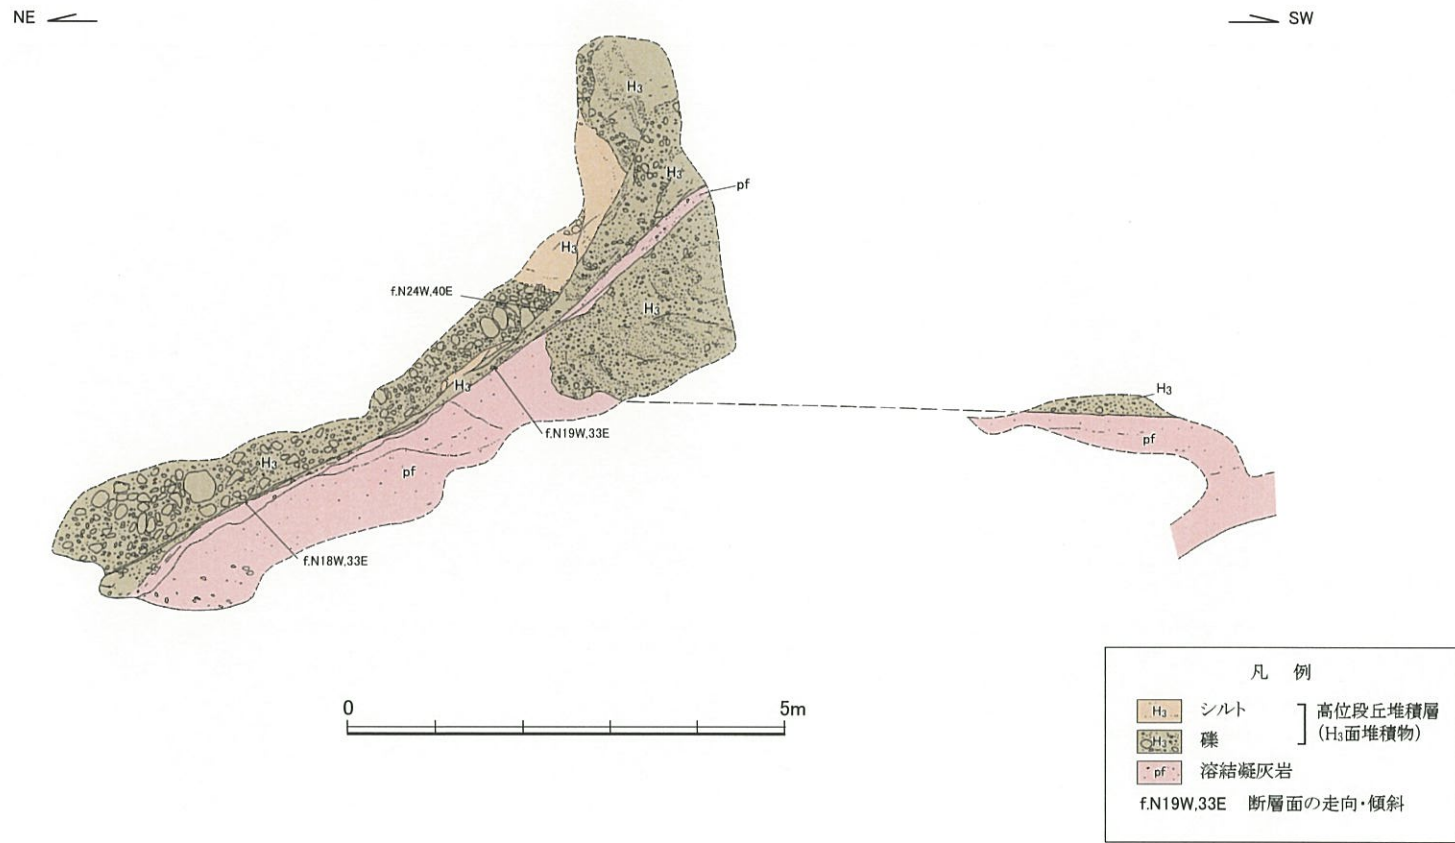 NE
SW
H₃
H₃
pf
H₃
f.N24W,40E
H₃
H₃
H₃
f.N19W,33E
pf
H₃
pf
H₃
f.N18W,33E
0 5m
凡 例
H₃ シルト
高位段丘堆積層
(H₃面堆積物)
H₃ 礫
pf 溶結凝灰岩
f.N19W,33E 断層面の走向・傾斜